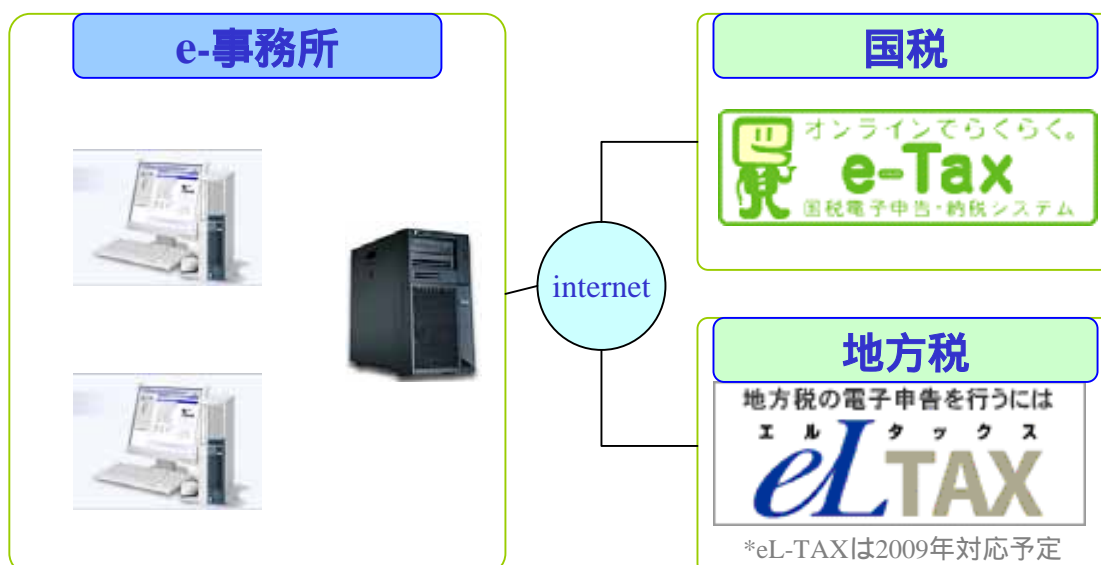 e-事務所
国税
オンラインでらくらく。
e-Tax
国税電子申告・納税システム
internet
地方税
地方税の電子申告を行うには
エルタックス
eLTAX
*eL-TAXは2009年対応予定